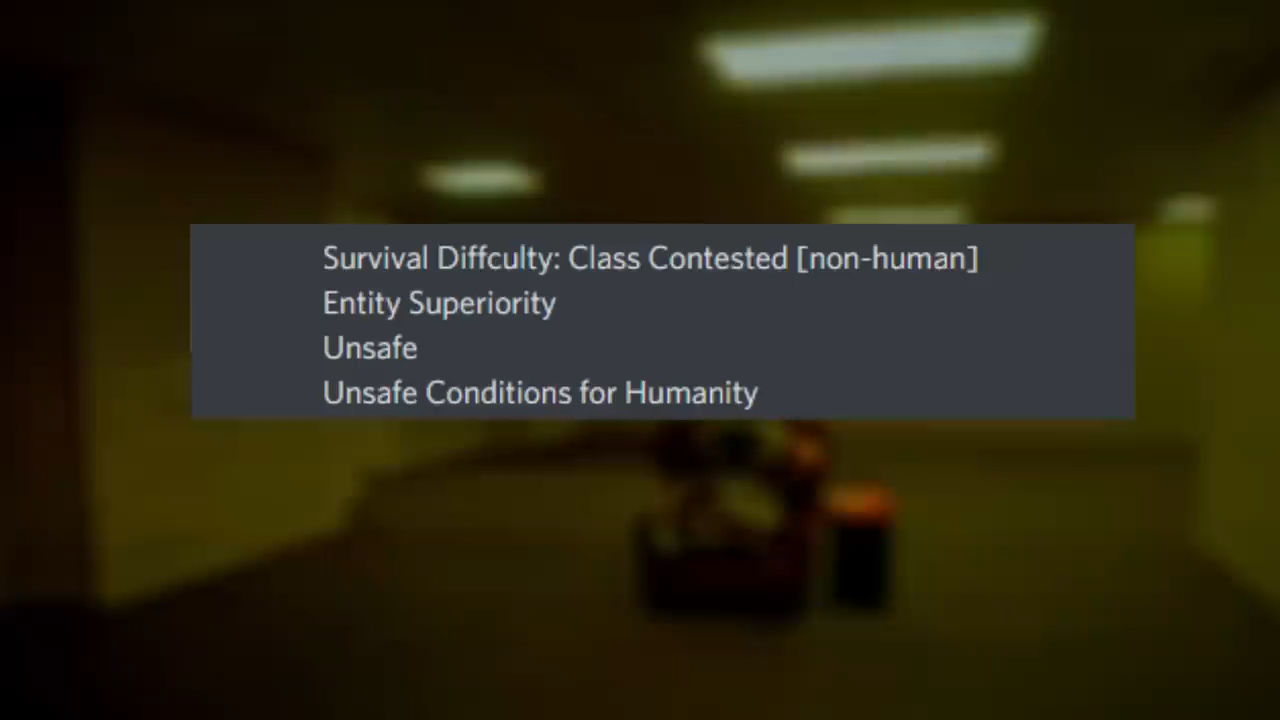 Survival Diffculty: Class Contested [non-human]
Entity Superiority
Unsafe
Unsafe Conditions for Humanity